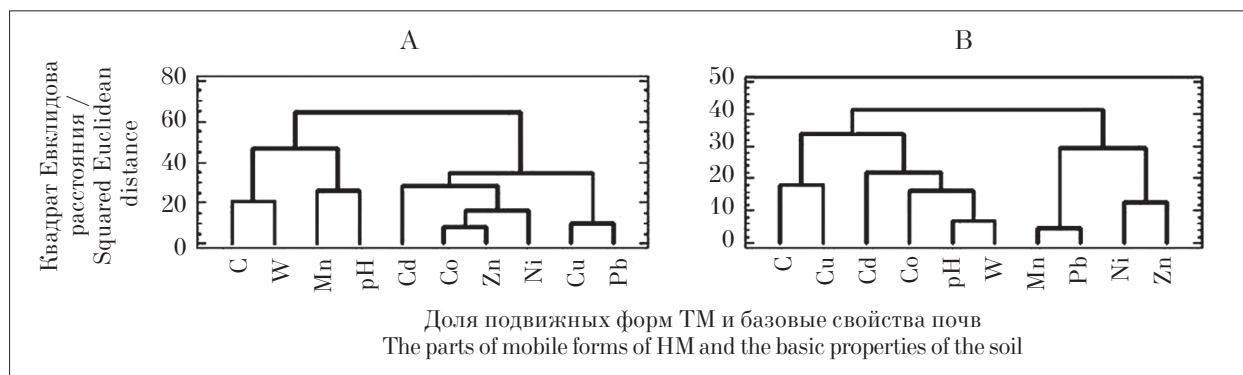 A
B
Квадрат Евклидова
расстояния /
Squared Euclidean
distance
80
60
40
20
0
C
W
Mn
pH
Cd
Co
Zn
Ni
Cu
Pb
50
40
30
20
10
0
C
Cu
Cd
Co
pH
W
Mn
Pb
Ni
Zn
Доля подвижных форм ТМ и базовые свойства почв
The parts of mobile forms of HM and the basic properties of the soil